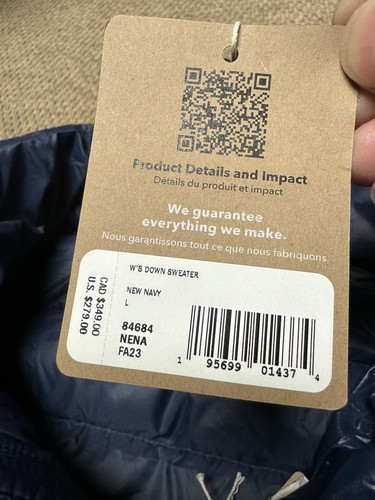 Product Details and Impact
Détails du produit et impact
We guarantee
everything we make.
Nous garantissons tout ce que nous fabriquons.
W'S DOWN SWEATER
NEW NAVY
L
84684
NENA
FA23
CAD $349.00
U.S. $279.00
1 95699 01437 4